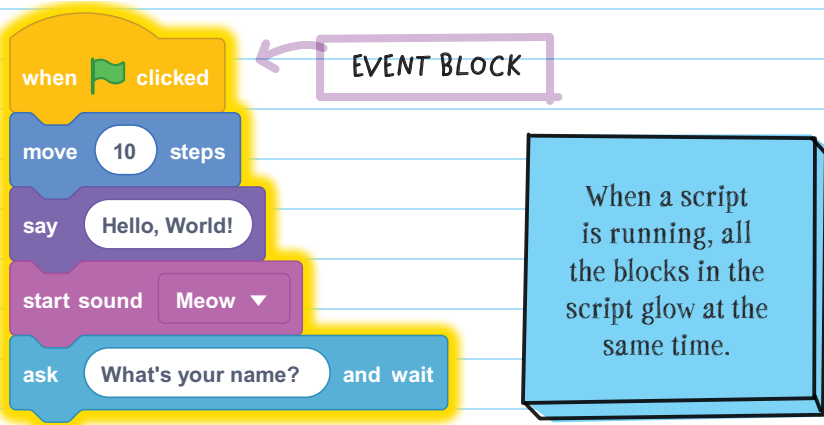 when clicked
EVENT BLOCK
move 10 steps
say Hello, World!
start sound Meow
ask What's your name? and wait
When a script
is running, all
the blocks in the
script glow at the
same time.